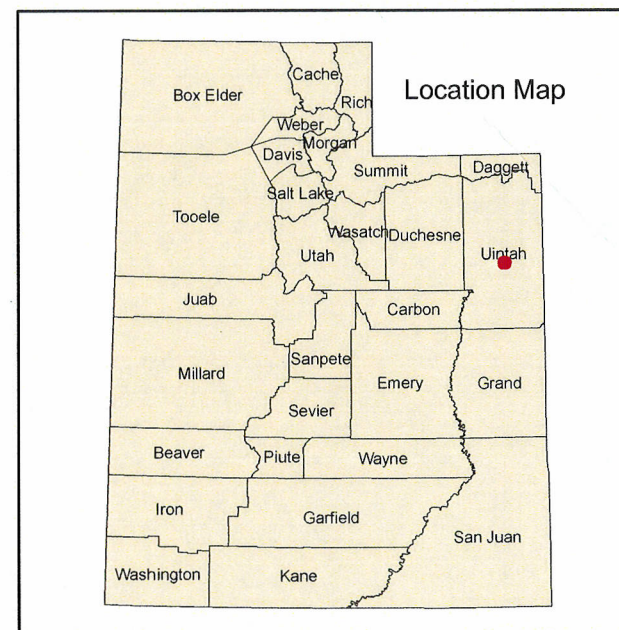 Location Map
Cache
Box Elder
Rich
Weber
Morgan
Davis
Summit
Daggett
Salt Lake
Tooele
Wasatch
Duchesne
Utah
Uintah
Juab
Carbon
Sanpete
Millard
Emery
Grand
Sevier
Beaver
Piute
Wayne
Iron
Garfield
San Juan
Washington
Kane